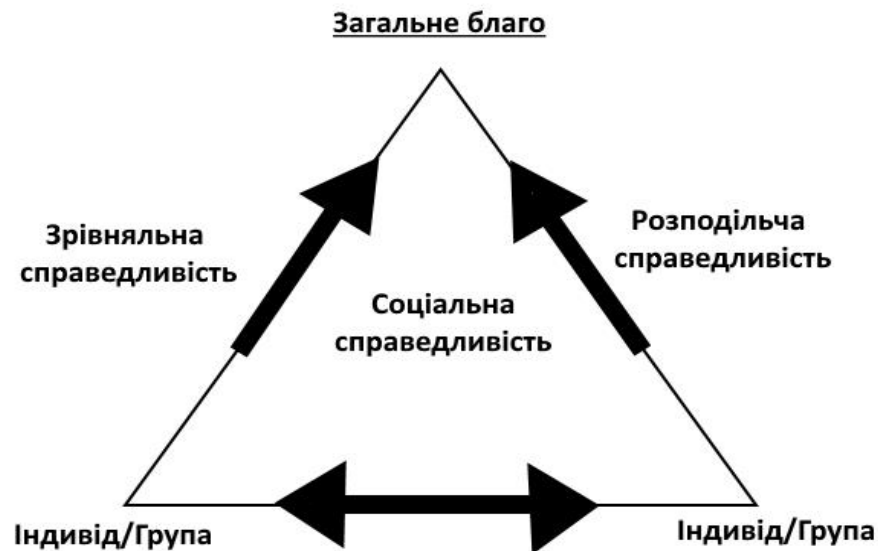 Загальне благо
Зрівняльна
справедливість
Розподільча
справедливість
Соціальна
справедливість
Індивід/Група
Індивід/Група